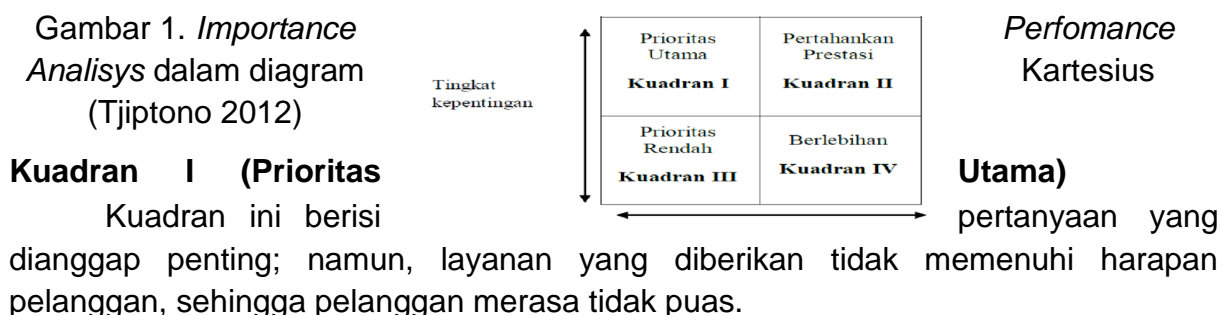 Gambar 1. Importance Perfomance
Analisys dalam diagram Kartesius
(Tjiptono 2012)
Tingkat
kepentingan
Prioritas
Utama
Kuadran I
Pertahankan
Prestasi
Kuadran II
Prioritas
Rendah
Kuadran III
Berlebihan
Kuadran IV
Kuadran I (Prioritas Utama)
Kuadran ini berisi pertanyaan yang
dianggap penting; namun, layanan yang diberikan tidak memenuhi harapan
pelanggan, sehingga pelanggan merasa tidak puas.